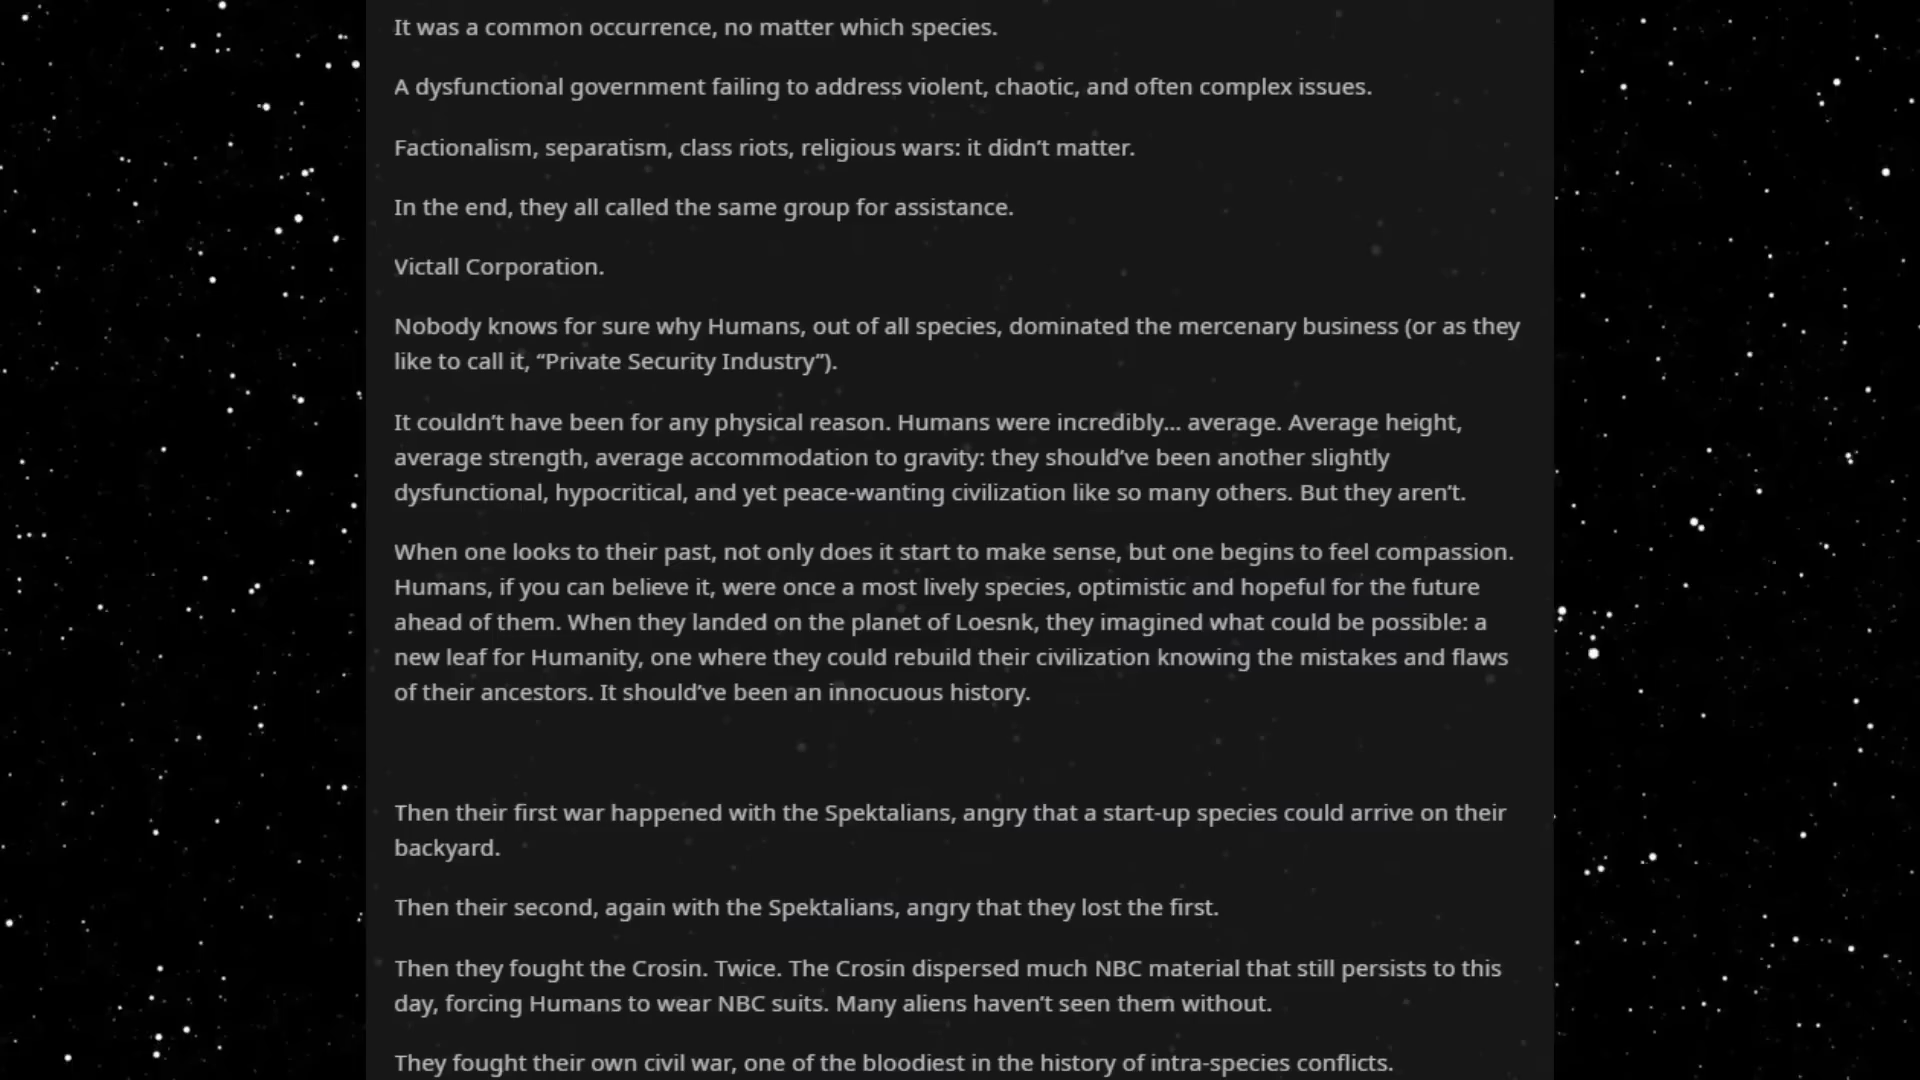 It was a common occurrence, no matter which species.
A dysfunctional government failing to address violent, chaotic, and often complex issues.
Factionalism, separatism, class riots, religious wars: it didn’t matter.
In the end, they all called the same group for assistance.
Victall Corporation.
Nobody knows for sure why Humans, out of all species, dominated the mercenary business (or as they
like to call it, “Private Security Industry”).
It couldn’t have been for any physical reason. Humans were incredibly... average. Average height,
average strength, average accommodation to gravity: they should’ve been another slightly
dysfunctional, hypocritical, and yet peace-wanting civilization like so many others. But they aren’t.
When one looks to their past, not only does it start to make sense, but one begins to feel compassion.
Humans, if you can believe it, were once a most lively species, optimistic and hopeful for the future
ahead of them. When they landed on the planet of Loesnk, they imagined what could be possible: a
new leaf for Humanity, one where they could rebuild their civilization knowing the mistakes and flaws
of their ancestors. It should’ve been an innocuous history.
Then their first war happened with the Spektalians, angry that a start-up species could arrive on their
backyard.
Then their second, again with the Spektalians, angry that they lost the first.
Then they fought the Crosin. Twice. The Crosin dispersed much NBC material that still persists to this
day, forcing Humans to wear NBC suits. Many aliens haven’t seen them without.
They fought their own civil war, one of the bloodiest in the history of intra-species conflicts.